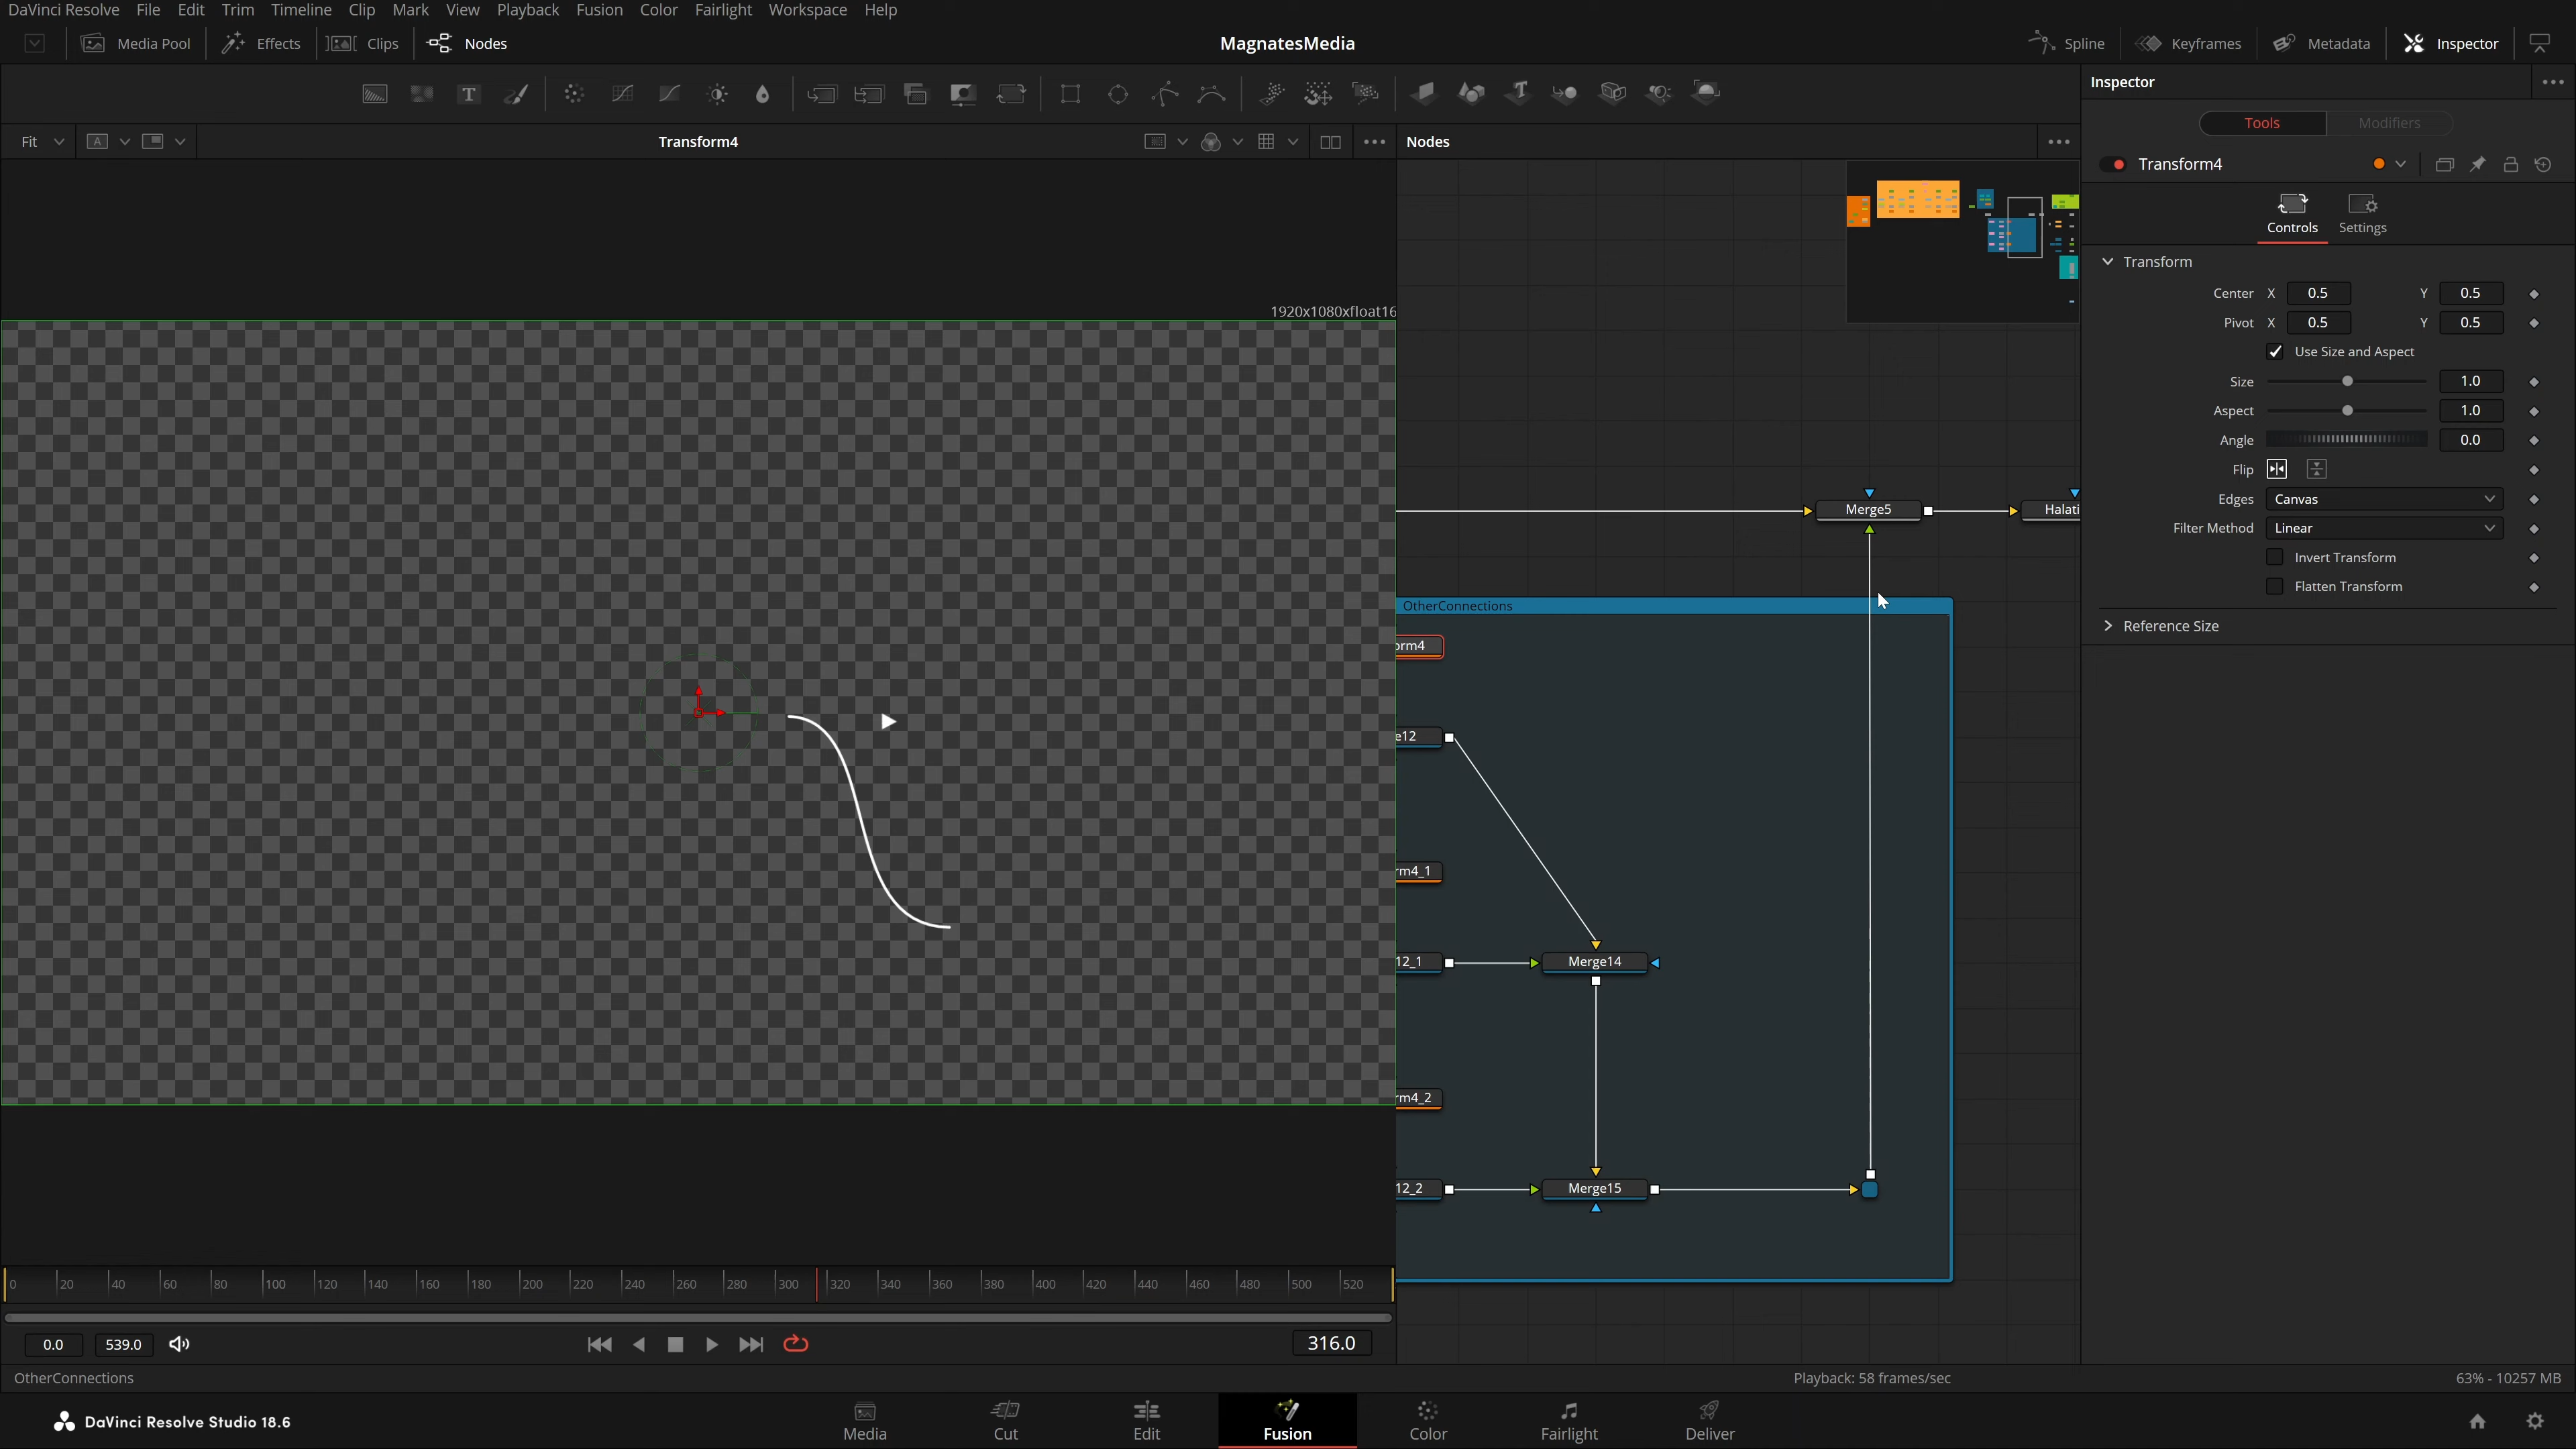 DaVinci Resolve File Edit Trim Timeline Clip Mark View Playback Fusion Color Fairlight Workspace Help
Media Pool Effects Clips Nodes MagnatesMedia Spline Keyframes Metadata Inspector
Inspector
Tools Modifiers
Fit A Transform4 Nodes
Transform4
Controls Settings
Transform
Center X 0.5 Y 0.5
Pivot X 0.5 Y 0.5
Use Size and Aspect
Size 1.0
Aspect 1.0
Angle 0.0
Flip
Edges Canvas
Filter Method Linear
Invert Transform
Flatten Transform
Reference Size
1920x1080xfloat16
Merge5 Halati
OtherConnections
orm4
e12
rm4_1
12_1 Merge14
rm4_2
12_2 Merge15
0 20 40 60 80 100 120 140 160 180 200 220 240 260 280 300 320 340 360 380 400 420 440 460 480 500 520
0.0 539.0 316.0
OtherConnections Playback: 58 frames/sec 63% - 10257 MB
DaVinci Resolve Studio 18.6 Media Cut Edit Fusion Color Fairlight Deliver